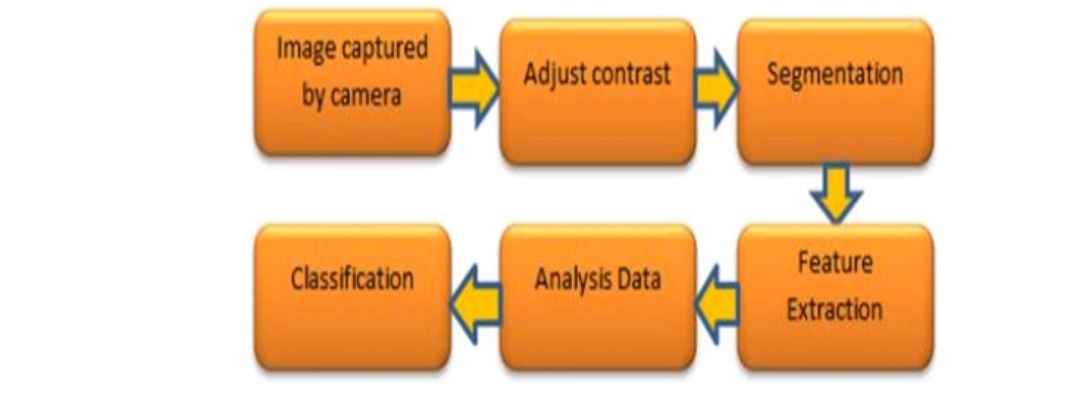 Image captured
by camera
Adjust contrast
Segmentation
Feature
Extraction
Analysis Data
Classification